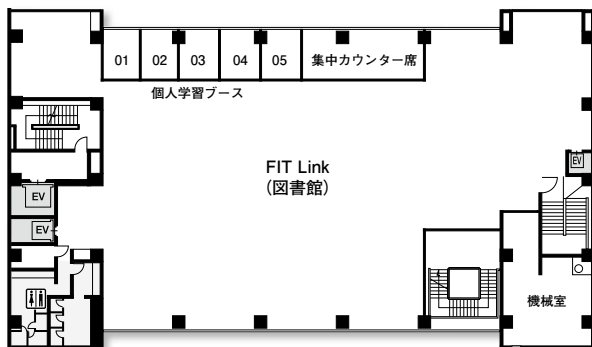 01
02
03
04
05
集中カウンター席
個人学習ブース
FIT Link
(図書館)
EV
EV
EV
機械室